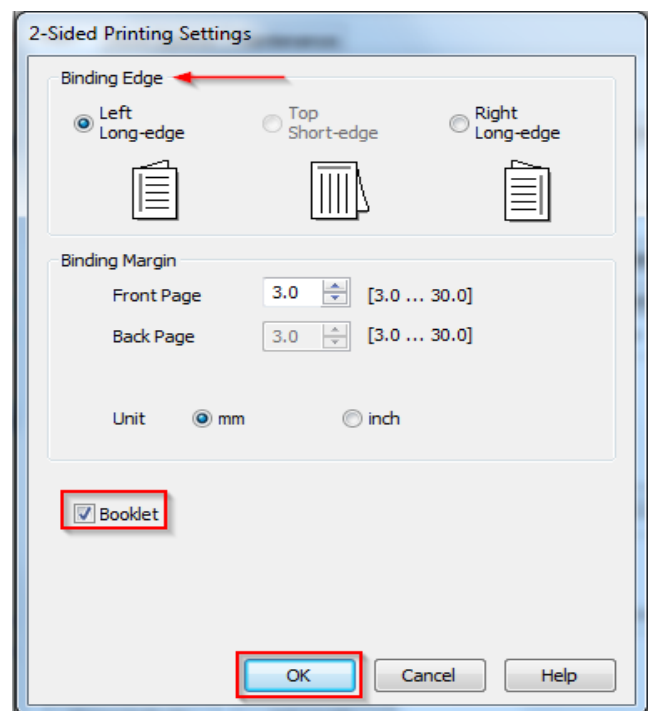 2-Sided Printing Settings
Binding Edge
Left
Long-edge
Top
Short-edge
Right
Long-edge
Binding Margin
Front Page 3.0 [3.0 ... 30.0]
Back Page 3.0 [3.0 ... 30.0]
Unit mm inch
Booklet
OK Cancel Help